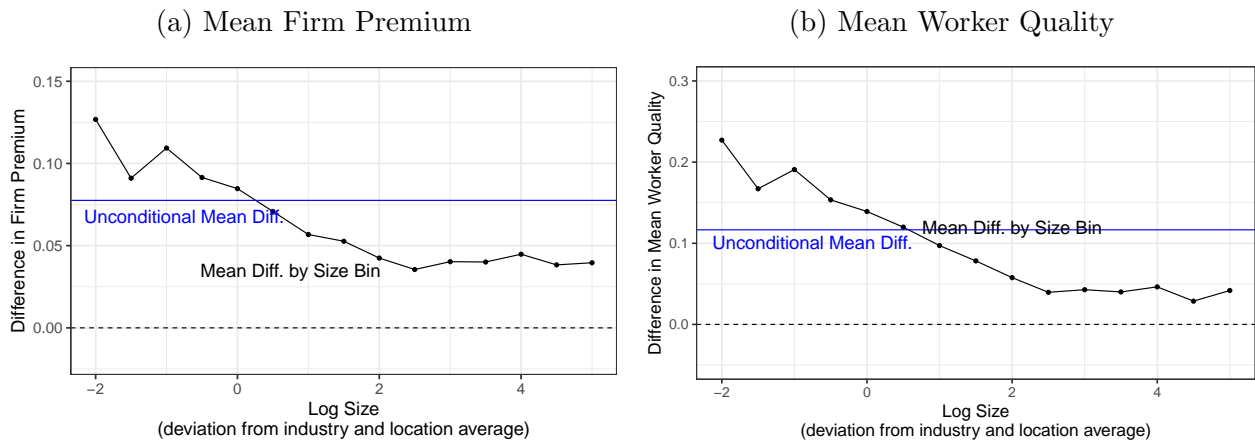 (a) Mean Firm Premium
0.15
0.10
0.05
0.00
Difference in Firm Premium
Unconditional Mean Diff.
Mean Diff. by Size Bin
−2
0
2
4
Log Size
(deviation from industry and location average)
(b) Mean Worker Quality
0.3
0.2
0.1
0.0
Difference in Mean Worker Quality
Mean Diff. by Size Bin
Unconditional Mean Diff.
−2
0
2
4
Log Size
(deviation from industry and location average)